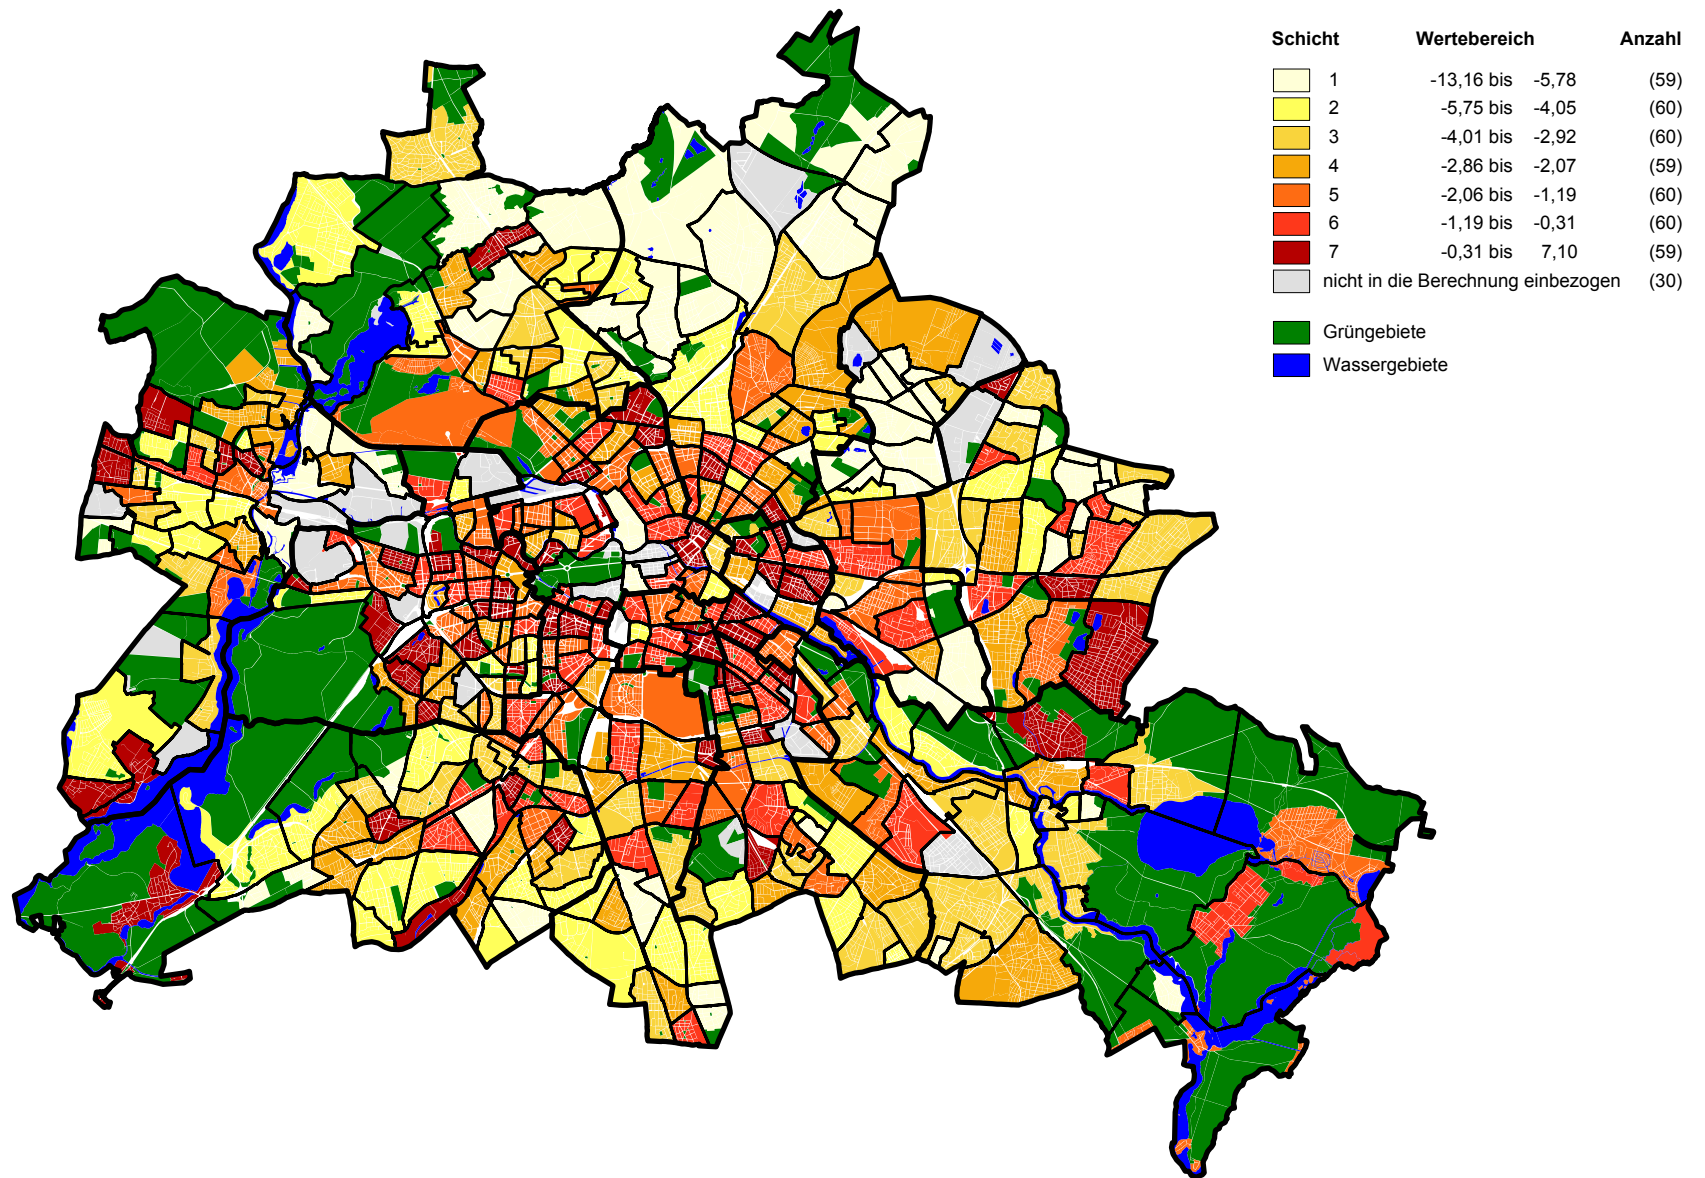 Schicht Wertebereich Anzahl
1 -13,16 bis -5,78 (59)
2 -5,75 bis -4,05 (60)
3 -4,01 bis -2,92 (60)
4 -2,86 bis -2,07 (59)
5 -2,06 bis -1,19 (60)
6 -1,19 bis -0,31 (60)
7 -0,31 bis 7,10 (59)
nicht in die Berechnung einbezogen (30)
Grüngebiete
Wassergebiete